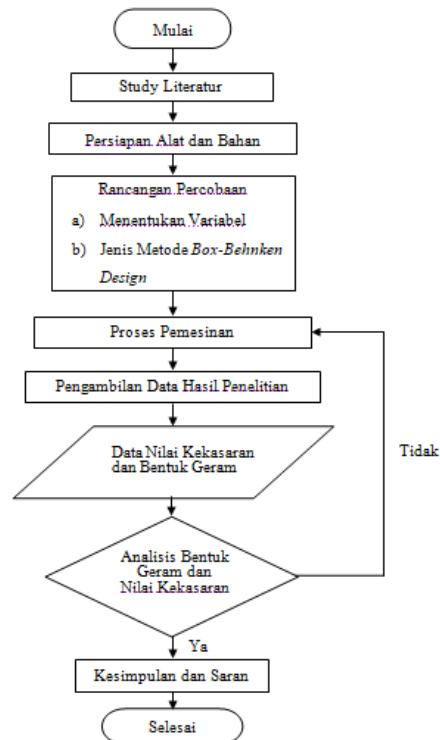 Mulai
Study Literatur
Persiapan Alat dan Bahan
Rancangan Percobaan
a) Menentukan Variabel
b) Jenis Metode Box-Behnken
Design
Proses Pemesinan
Pengambilan Data Hasil Penelitian
Data Nilai Kekasaran
dan Bentuk Geram
Tidak
Analisis Bentuk
Geram dan
Nilai Kekasaran
Ya
Kesimpulan dan Saran
Selesai